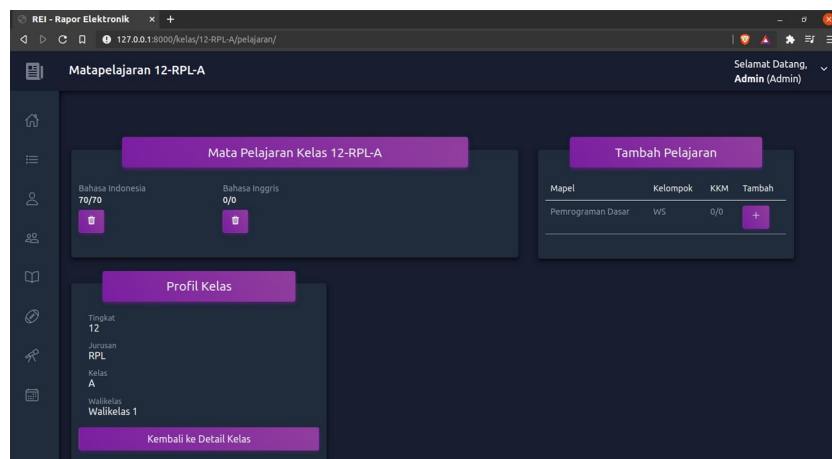 REI - Rapor Elektronik
127.0.0.1:8000/kelas/12-RPL-A/pelajaran/
Matapelajaran 12-RPL-A
Selamat Datang,
Admin (Admin)
Mata Pelajaran Kelas 12-RPL-A
Bahasa Indonesia
70/70
Bahasa Inggris
0/0
Tambah Pelajaran
Mapel Kelompok KKM Tambah
Pemrograman Dasar WS 0/0 +
Profil Kelas
Tingkat
12
Jurusan
RPL
Kelas
A
Walikelas
Walikelas 1
Kembali ke Detail Kelas